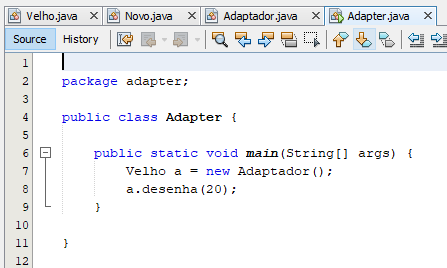 Velho.java Novo.java Adaptador.java Adapter.java
Source History
1
2 package adapter;
3
4 public class Adapter {
5
6 public static void main(String[] args) {
7 Velho a = new Adaptador();
8 a.desenha(20);
9 }
10
11 }
12